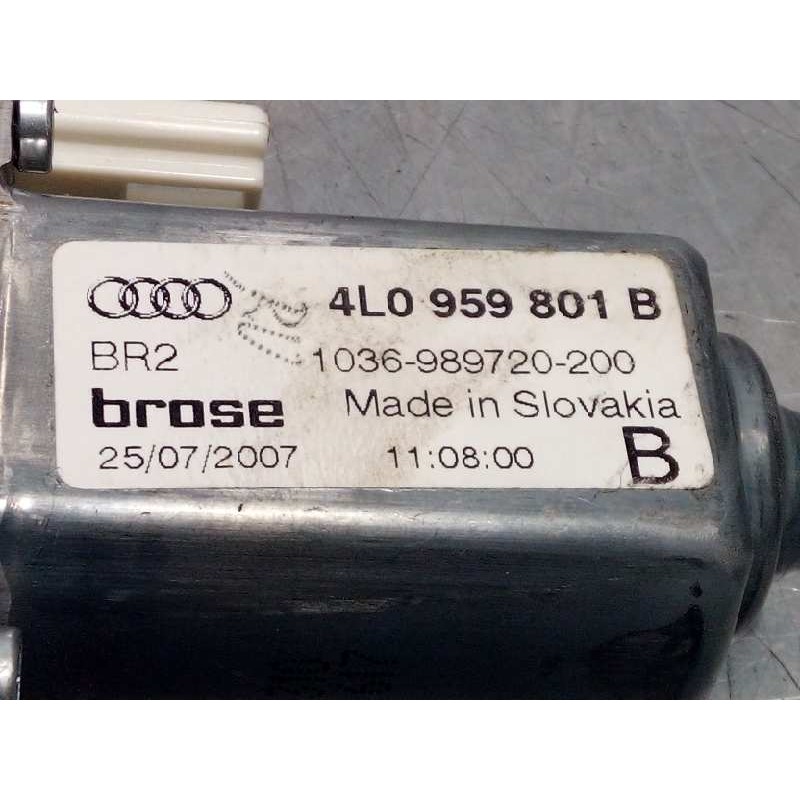 4L0 959 801 B
BR2 1036-989720-200
brose Made in Slovakia
25/07/2007 11:08:00 B